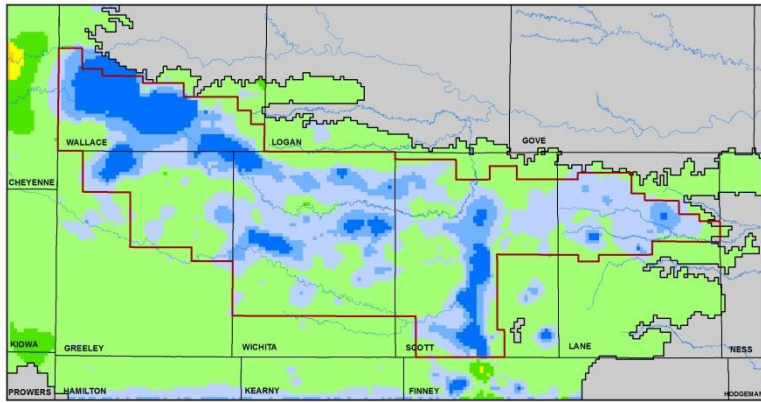 WALLACE
LOGAN
GOVE
CHEYENNE
KIOWA
GREELEY
WICHITA
SCOTT
LANE
NESS
PROWERS
HAMILTON
KEARNY
FINNEY
HODGEMAN